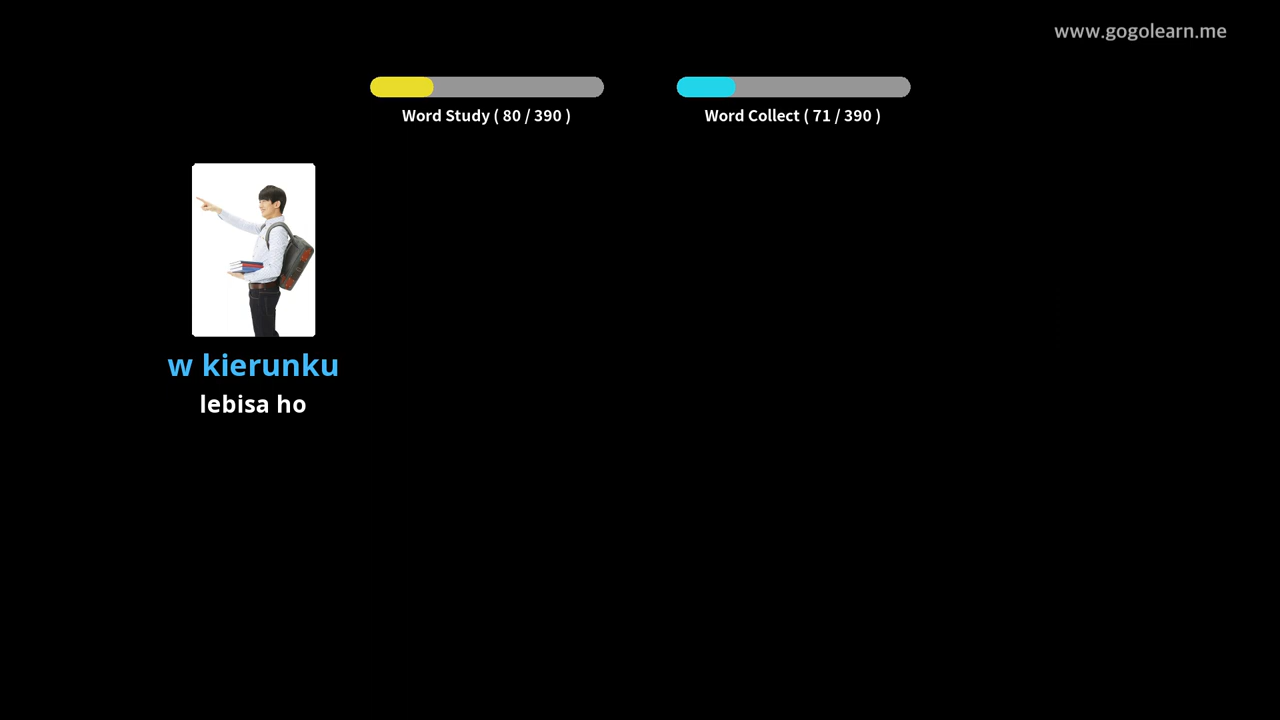 www.gogolearn.me
Word Study ( 80 / 390 )
Word Collect ( 71 / 390 )
w kierunku
lebisa ho